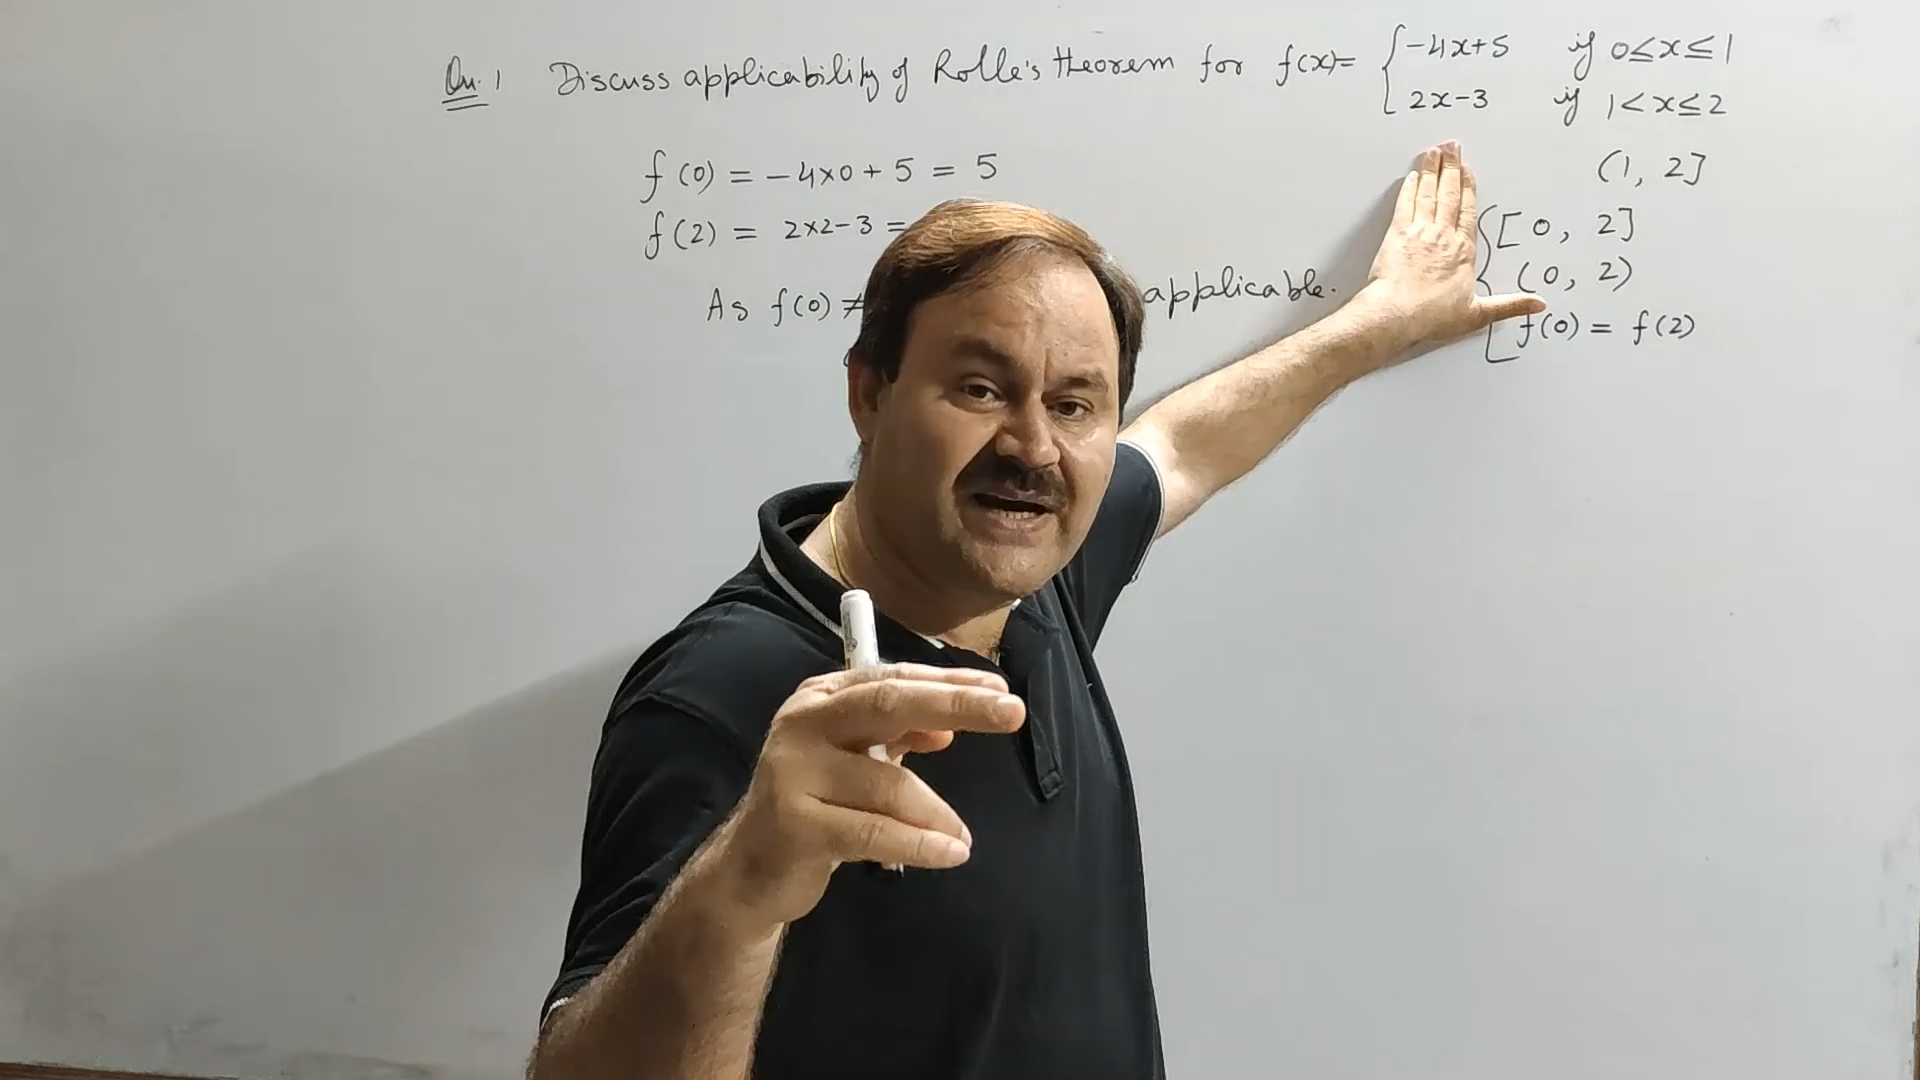 Qu. 1 Discuss applicability of Rolle's theorem for f(x)= { -4x+5 if 0≤x≤1
2x-3 if 1<x≤2
f(0) = -4×0+5 = 5
(1, 2]
f(2) = 2×2-3 =
[0, 2]
(0, 2)
As f(0) ≠ applicable.
f(0) = f(2)